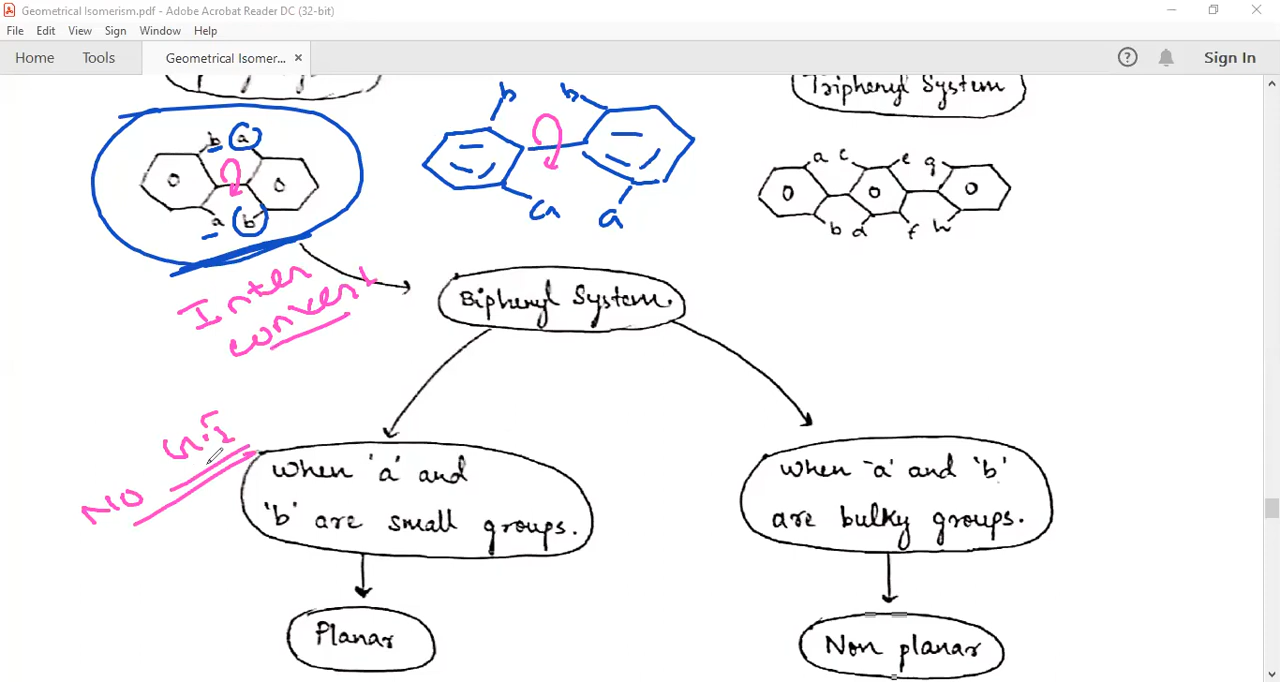 Geometrical Isomerism.pdf - Adobe Acrobat Reader DC (32-bit)
File Edit View Sign Window Help
Home Tools Geometrical Isomer... × Sign In
Triphenyl System
b a
a b
b b
a a
a c e g
b d f h
Inter
convert
Biphenyl System.
NO G.I
when 'a' and
'b' are small groups.
when 'a' and 'b'
are bulky groups.
Planar
Non planar